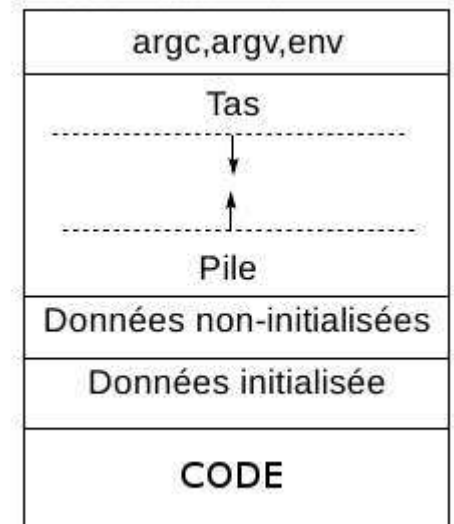 argc,argv,env
Tas
Pile
Données non-initialisées
Données initialisée
CODE